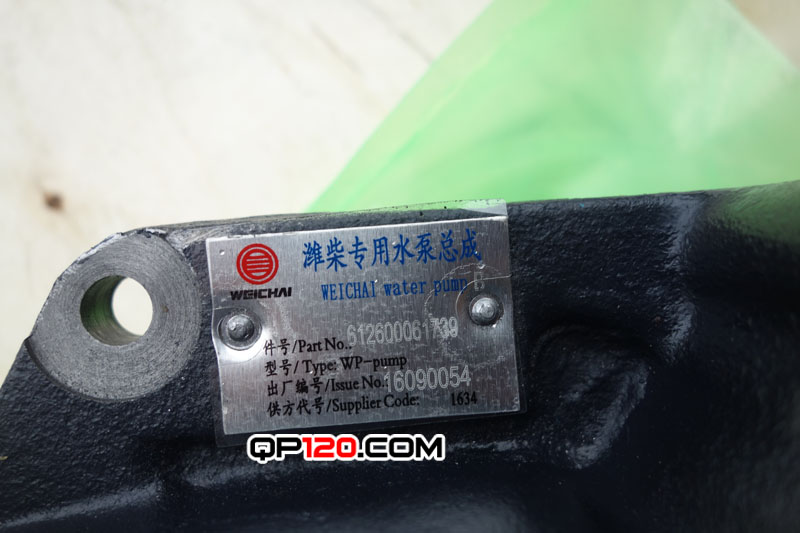 潍柴专用水泵总成
WEICHAI
WEICHAI water pump
件号/Part No.: 612600061739
型号/ Type: WP-pump
出厂编号/Issue No.: 16090054
供方代号/Supplier Code: 1634
QP120.COM